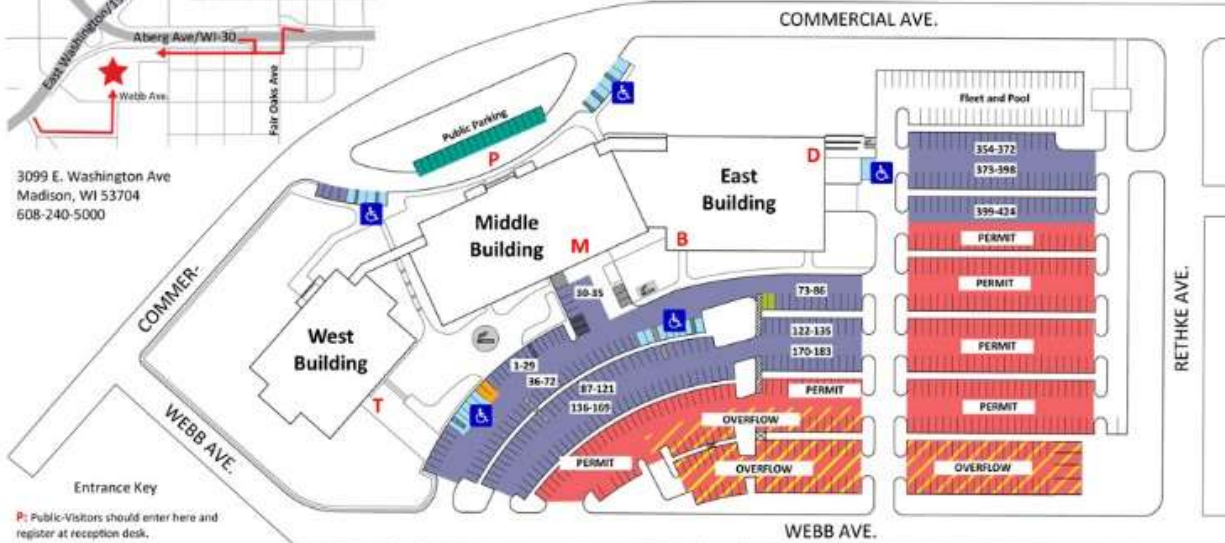 East Washington/15
Aberg Ave/WI-30
Webb Ave.
Fair Oaks Ave
3099 E. Washington Ave
Madison, WI 53704
608-240-5000
COMMERCIAL AVE.
Public Parking
P
Fleet and Pool
D
354-372
373-398
399-424
PERMIT
PERMIT
PERMIT
PERMIT
OVERFLOW
East
Building
B
Middle
Building
M
West
Building
T
30-35
73-86
122-135
170-183
1-29
36-72
87-121
136-169
PERMIT
OVERFLOW
PERMIT
OVERFLOW
COMMER-
WEBB AVE.
RETHKE AVE.
WEBB AVE.
Entrance Key
P: Public-Visitors should enter here and
register at reception desk.